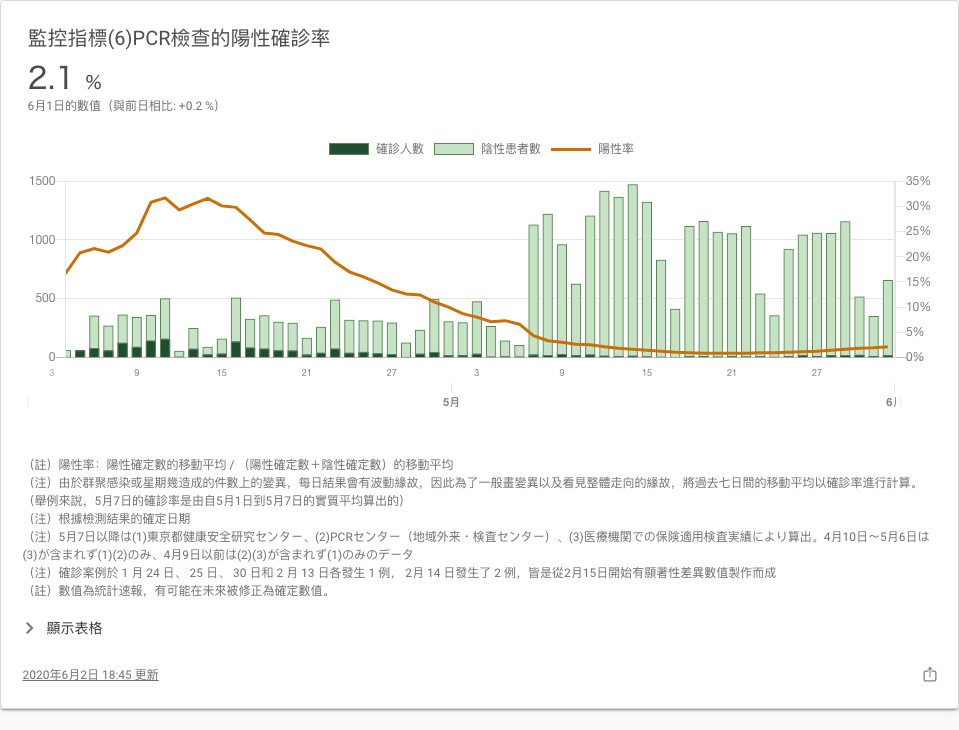 監控指標(6)PCR檢查的陽性確診率
2.1 %
6月1日的數值（與前日相比: +0.2 %）
確診人數 陰性患者數 陽性率
1500 35%
30%
1000 25%
20%
500 15%
10%
5%
0 0%
3 9 15 21 27 3 9 15 21 27
5月 6月
（註）陽性率：陽性確定數的移動平均 / （陽性確定數＋陰性確定數）的移動平均
（注）由於群聚感染或星期幾造成的件數上的變異，每日結果會有波動緣故，因此為了一般畫變異以及看見整體走向的緣故，將過去七日間的移動平均以確診率進行計算。
（舉例來說，5月7日的確診率是由自5月1日到5月7日的實質平均算出的）
（注）根據檢測結果的確定日期
（注）5月7日以降は(1)東京都健康安全研究センター、(2)PCRセンター（地域外来・検査センター）、(3)医療機関での保険適用検査実績により算出。4月10日～5月6日は
(3)が含まれず(1)(2)のみ、4月9日以前は(2)(3)が含まれず(1)のみのデータ
（注）確診案例於 1 月 24 日、 25 日、 30 日和 2 月 13 日各發生 1 例， 2月 14 日發生了 2 例，皆是從2月15日開始有顯著性差異數值製作而成
（註）數值為統計速報，有可能在未來被修正為確定數值。
顯示表格
2020年6月2日 18:45 更新